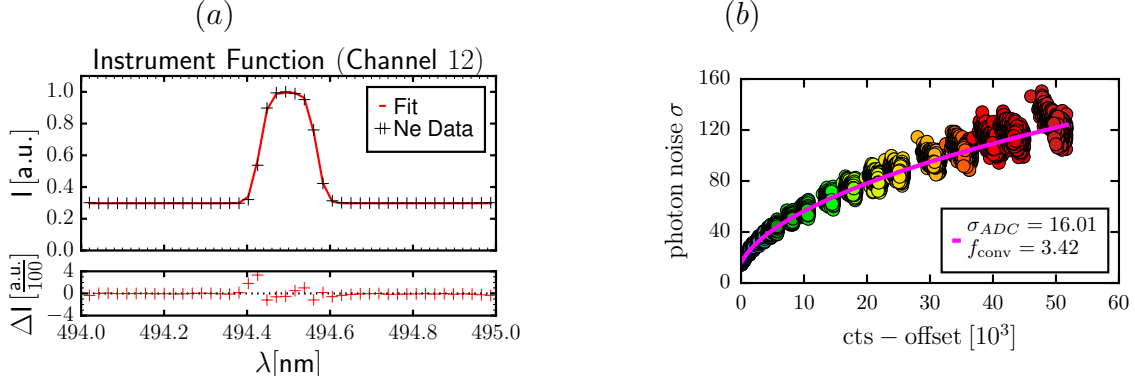 (a)
Instrument Function (Channel 12)
I [a.u.]
1.0
0.8
0.6
0.4
0.2
0.0
Fit
Ne Data
ΔI [a.u./100]
4
0
−4
494.0 494.2 494.4 494.6 494.8 495.0
λ[nm]
(b)
photon noise σ
160
120
80
40
0
σ_ADC = 16.01
f_conv = 3.42
0 10 20 30 40 50 60
cts − offset [10³]